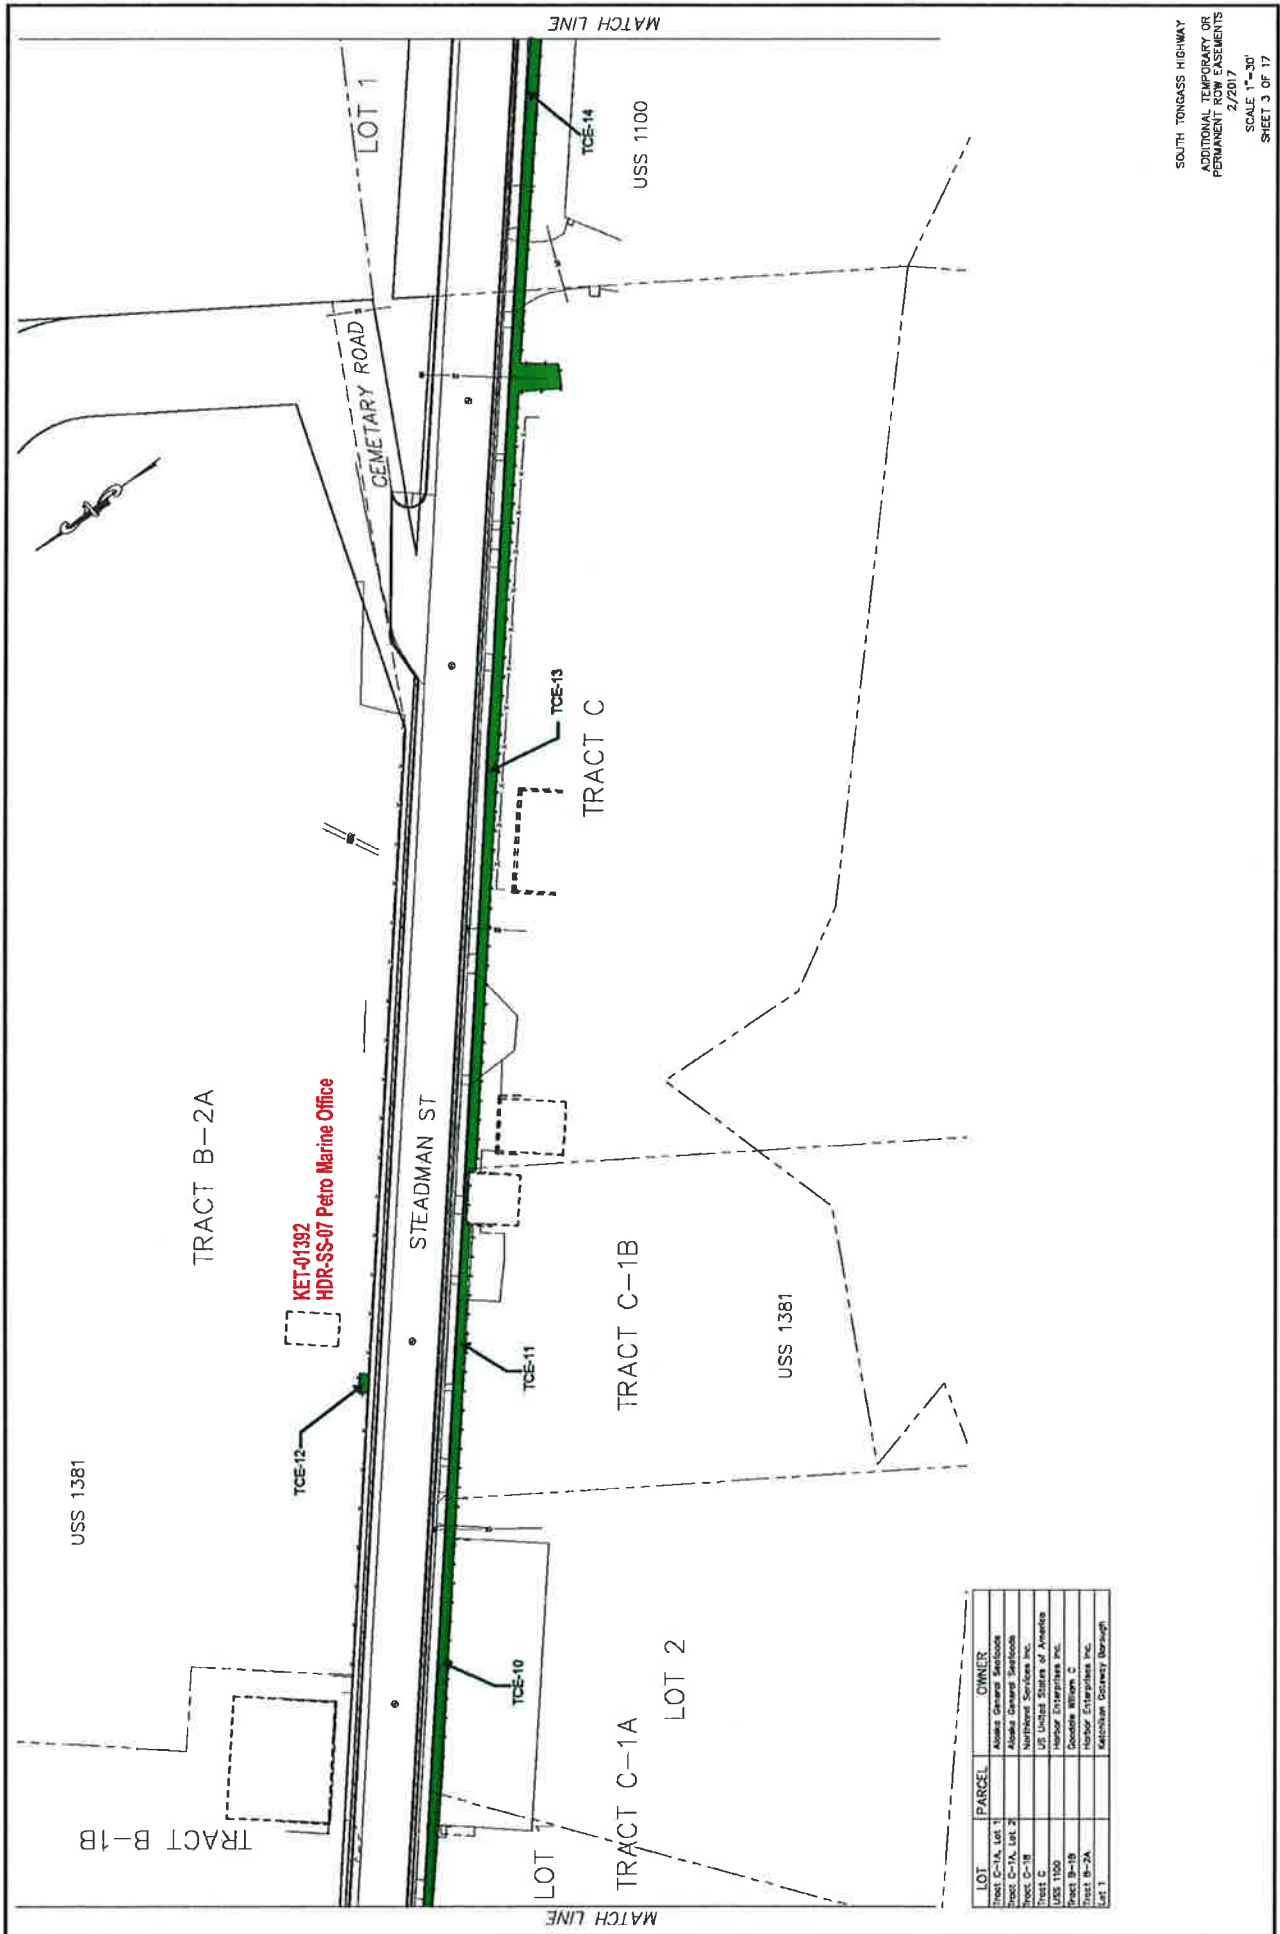 MATCH LINE
LOT 1
TCE-14
USS 1100
CEMETARY ROAD
TCE-13
TRACT C
TRACT B-2A
KET-01392
HDR-SS-07 Petro Marine Office
STEADMAN ST
TCE-12
TCE-11
TRACT C-1B
USS 1381
USS 1381
TCE-10
LOT 2
TRACT B-1B
TRACT C-1A
LOT
MATCH LINE
LOT PARCEL OWNER
Tract C-1A, Lot 1 Alaska General Seafoods
Tract C-1A, Lot 2 Alaska General Seafoods
Tract C-1B Northland Services Inc.
Tract C US United States of America
USS 1100 Harbor Enterprises Inc.
Tract B-1B Goodale William C
Tract B-2A Harbor Enterprises Inc.
Lot 1 Ketchikan Gateway Borough
SOUTH TONGASS HIGHWAY
ADDITIONAL TEMPORARY OR
PERMANENT ROW EASEMENTS
2/2017
SCALE 1"=30'
SHEET 3 OF 17